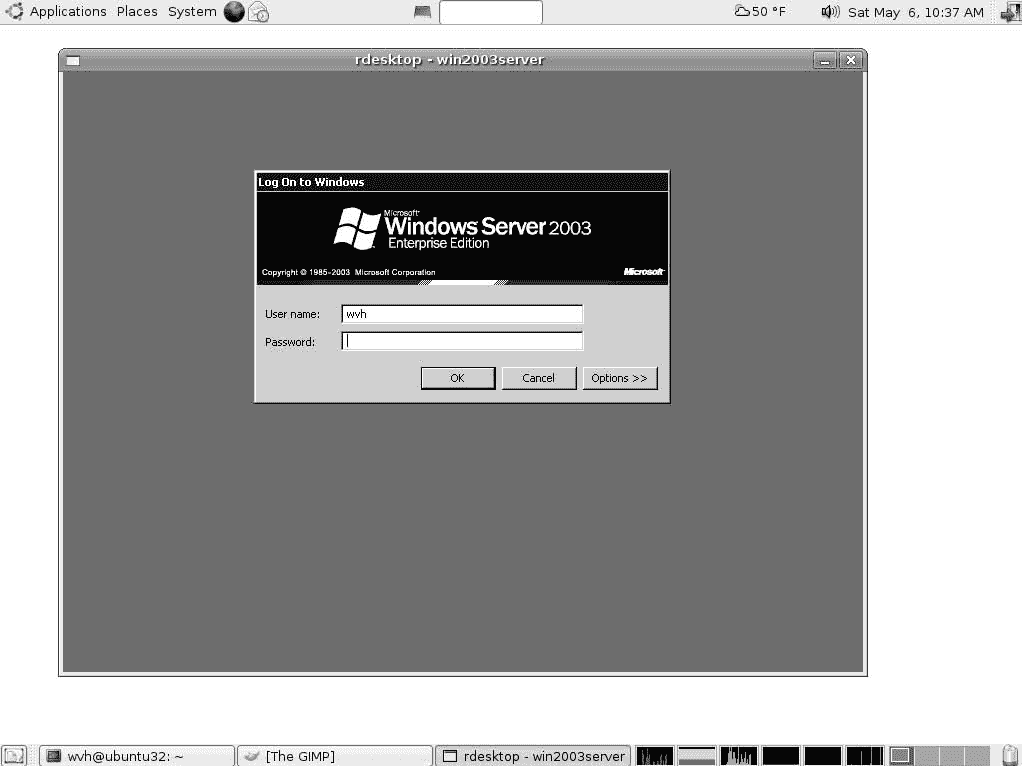 Applications Places System 50 °F Sat May 6, 10:37 AM
rdesktop - win2003server
Log On to Windows
Microsoft
Windows Server 2003
Enterprise Edition
Copyright © 1985-2003 Microsoft Corporation Microsoft
User name: wvh
Password:
OK Cancel Options >>
wvh@ubuntu32: ~ [The GIMP] rdesktop - win2003server